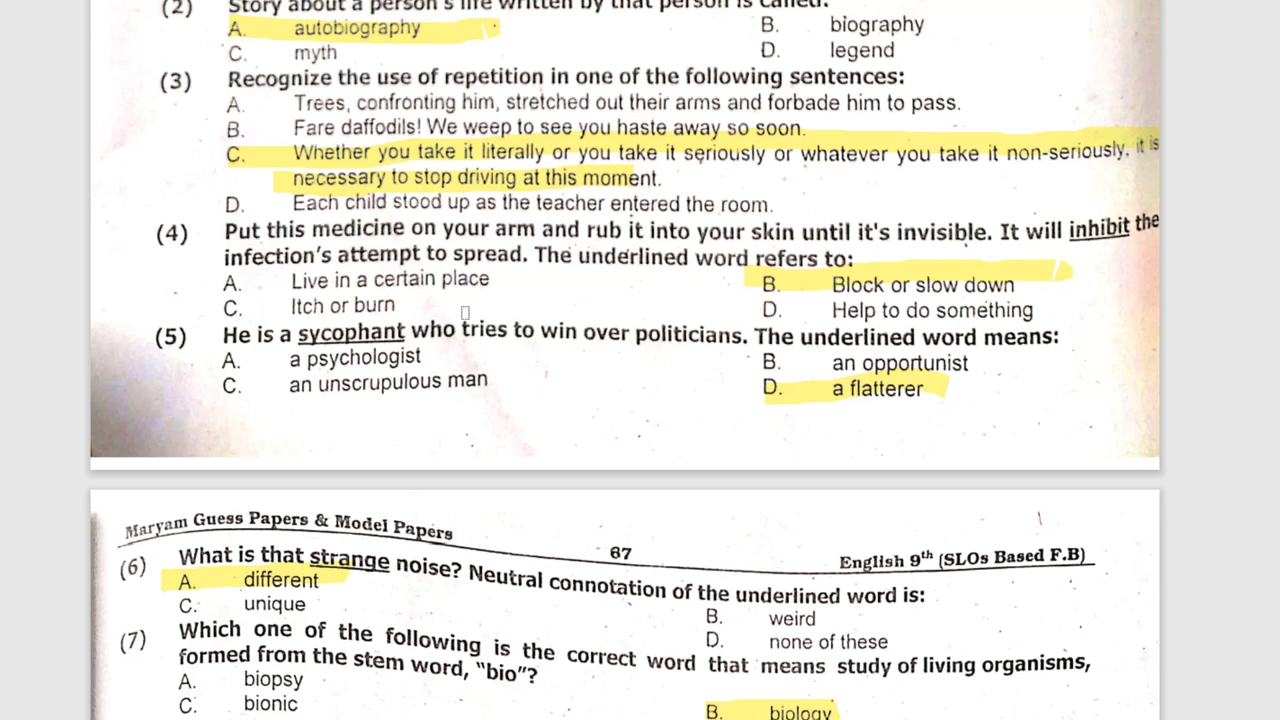 (2) Story about a person's life written by that person is called:
A. autobiography B. biography
C. myth D. legend
(3) Recognize the use of repetition in one of the following sentences:
A. Trees, confronting him, stretched out their arms and forbade him to pass.
B. Fare daffodils! We weep to see you haste away so soon.
C. Whether you take it literally or you take it seriously or whatever you take it non-seriously, it is
necessary to stop driving at this moment.
D. Each child stood up as the teacher entered the room.
(4) Put this medicine on your arm and rub it into your skin until it's invisible. It will inhibit the
infection's attempt to spread. The underlined word refers to:
A. Live in a certain place B. Block or slow down
C. Itch or burn D. Help to do something
(5) He is a sycophant who tries to win over politicians. The underlined word means:
A. a psychologist B. an opportunist
C. an unscrupulous man D. a flatterer
Maryam Guess Papers & Model Papers 67 English 9th (SLOs Based F.B)
(6) What is that strange noise? Neutral connotation of the underlined word is:
A. different B. weird
C. unique D. none of these
(7) Which one of the following is the correct word that means study of living organisms,
formed from the stem word, "bio"?
A. biopsy B. biology
C. bionic